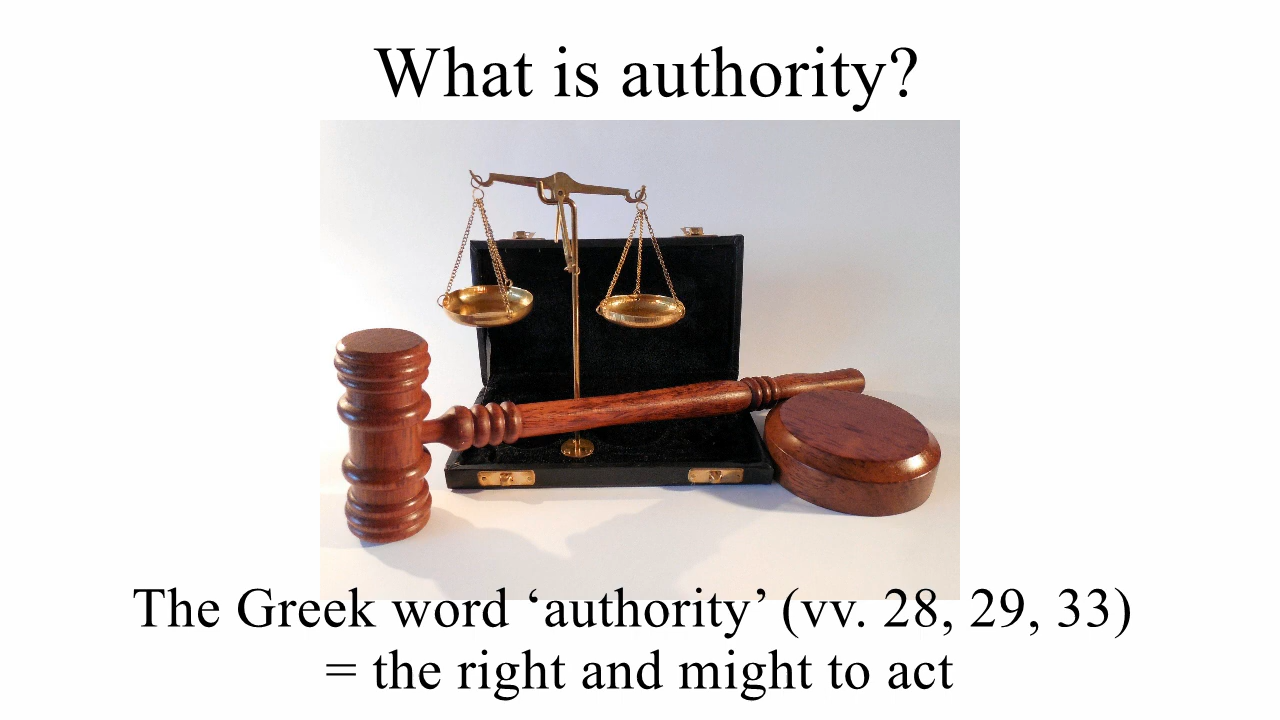 What is authority?
The Greek word ‘authority’ (vv. 28, 29, 33)
= the right and might to act